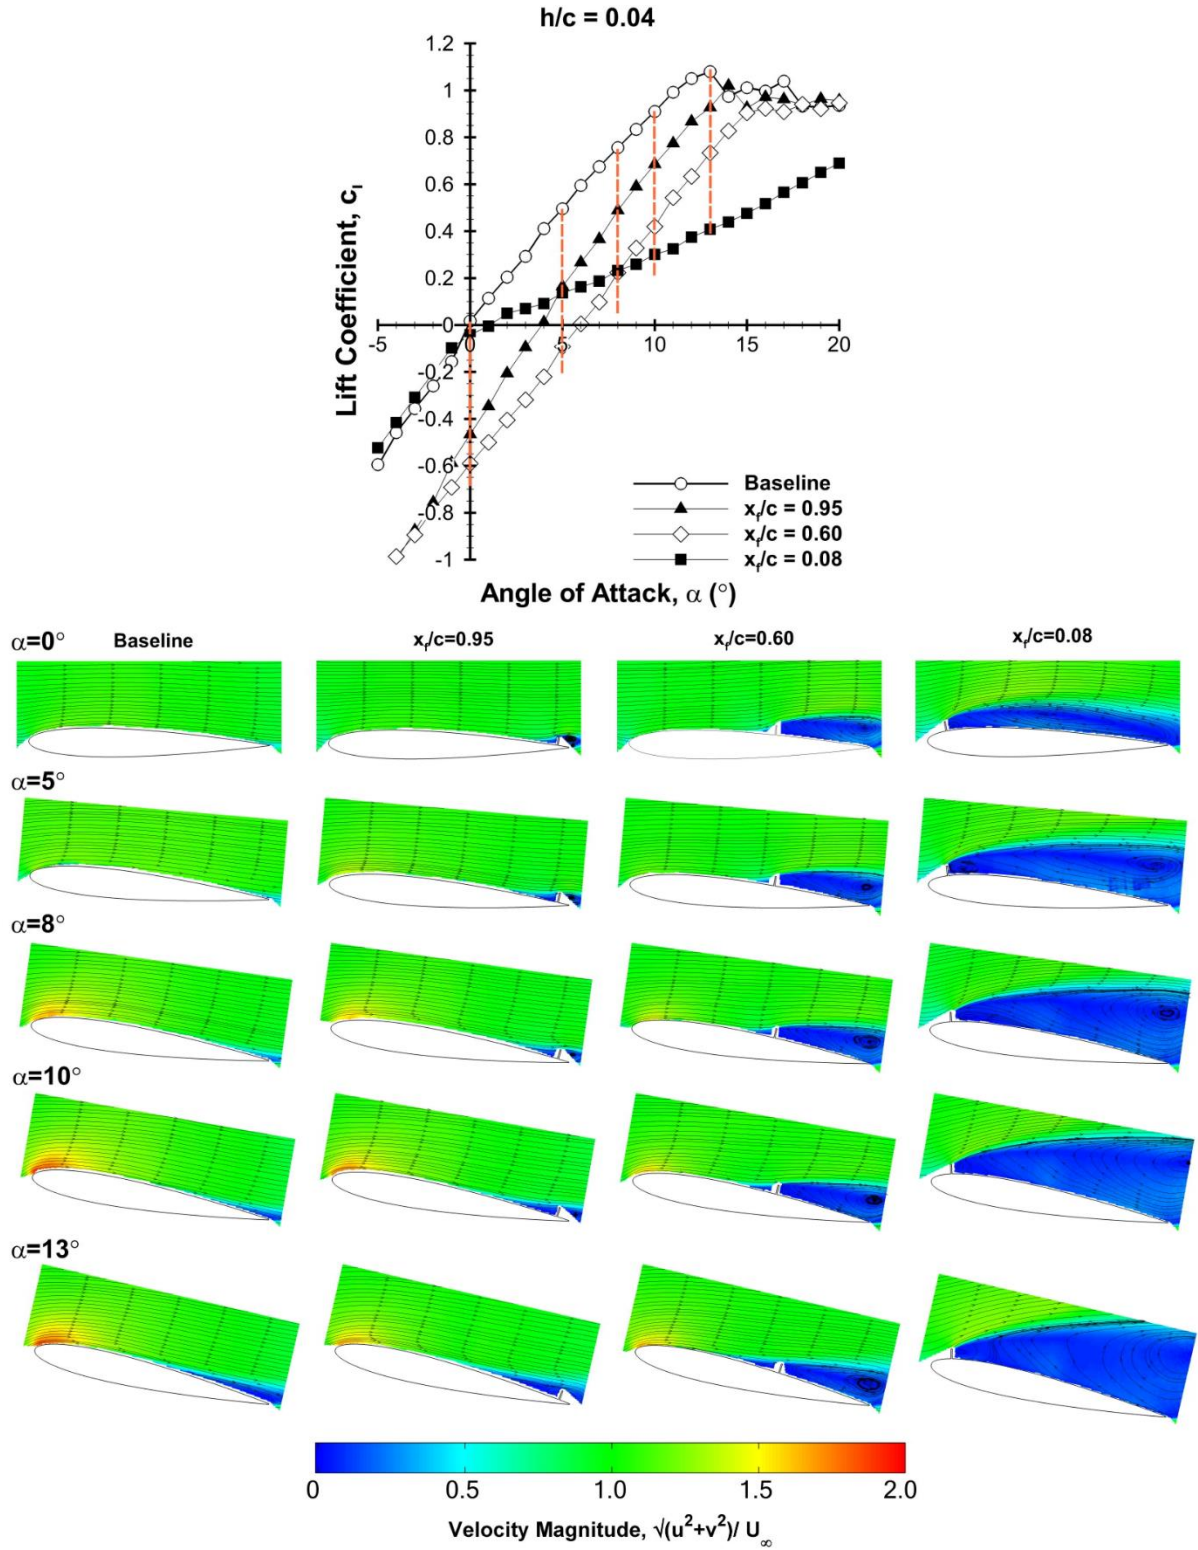 h/c = 0.04
1.2
1
0.8
0.6
0.4
0.2
0
-0.2
-0.4
-0.6
-0.8
-1
-5 0 5 10 15 20
Lift Coefficient, cₗ
Angle of Attack, α (°)
Baseline
x_f/c = 0.95
x_f/c = 0.60
x_f/c = 0.08
α=0° Baseline x_f/c=0.95 x_f/c=0.60 x_f/c=0.08
α=5°
α=8°
α=10°
α=13°
0 0.5 1.0 1.5 2.0
Velocity Magnitude, √(u²+v²)/ U∞